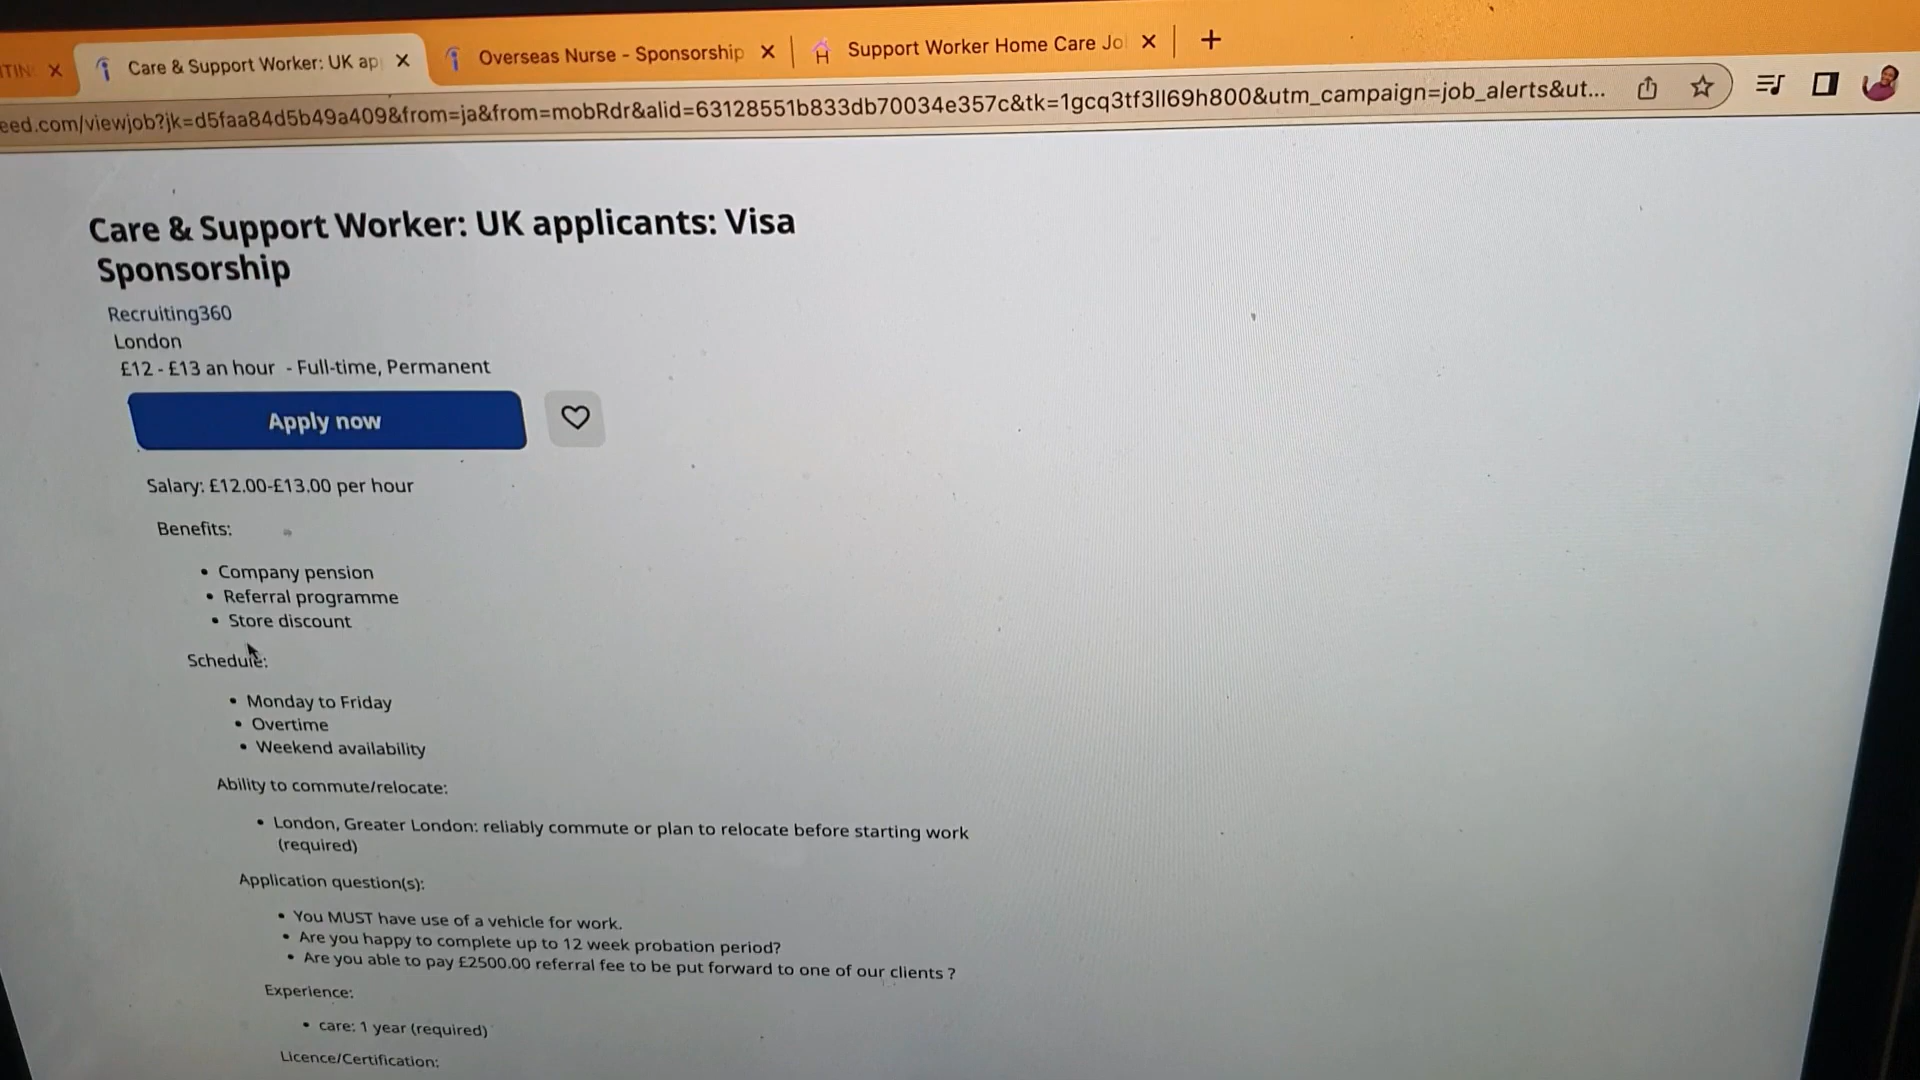 Care & Support Worker: UK ap
Overseas Nurse - Sponsorship
Support Worker Home Care Jo
eed.com/viewjob?jk=d5faa84d5b49a409&from=ja&from=mobRdr&alid=63128551b833db70034e357c&tk=1gcq3tf3ll69h800&utm_campaign=job_alerts&ut...
Care & Support Worker: UK applicants: Visa
Sponsorship
Recruiting360
London
£12 - £13 an hour - Full-time, Permanent
Apply now
Salary: £12.00-£13.00 per hour
Benefits:
• Company pension
• Referral programme
• Store discount
Schedule:
• Monday to Friday
• Overtime
• Weekend availability
Ability to commute/relocate:
• London, Greater London: reliably commute or plan to relocate before starting work
(required)
Application question(s):
• You MUST have use of a vehicle for work.
• Are you happy to complete up to 12 week probation period?
• Are you able to pay £2500.00 referral fee to be put forward to one of our clients ?
Experience:
• care: 1 year (required)
Licence/Certification: